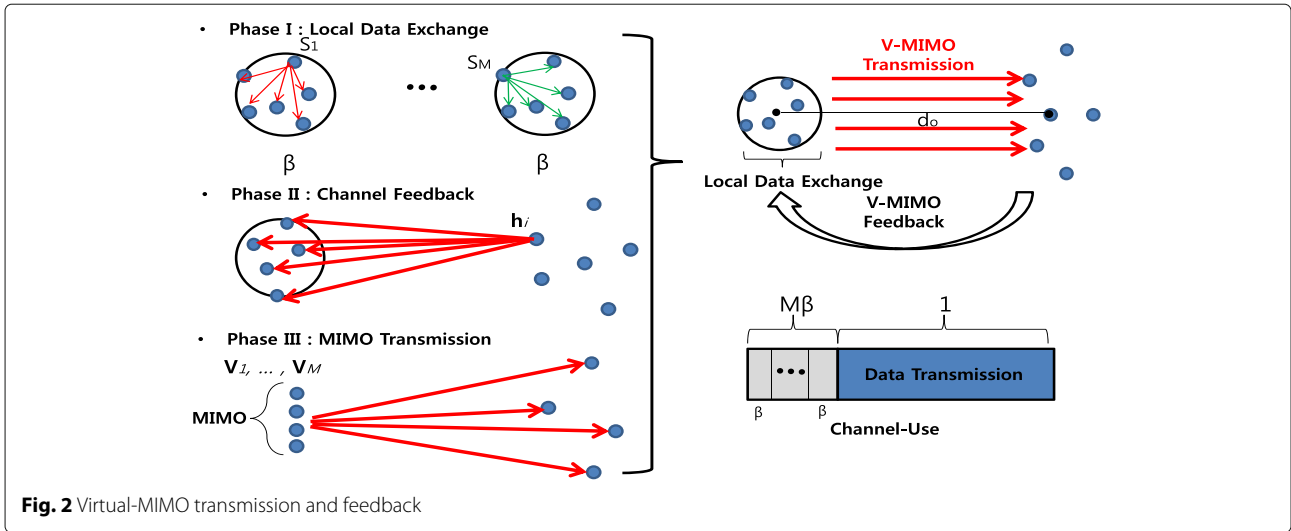 • Phase I : Local Data Exchange
S1
SM
•••
β
β
• Phase II : Channel Feedback
hi
• Phase III : MIMO Transmission
V1, ... , VM
MIMO
V-MIMO
Transmission
do
Local Data Exchange
V-MIMO
Feedback
Mβ
1
•••
Data Transmission
β
β
Channel-Use
Fig. 2 Virtual-MIMO transmission and feedback